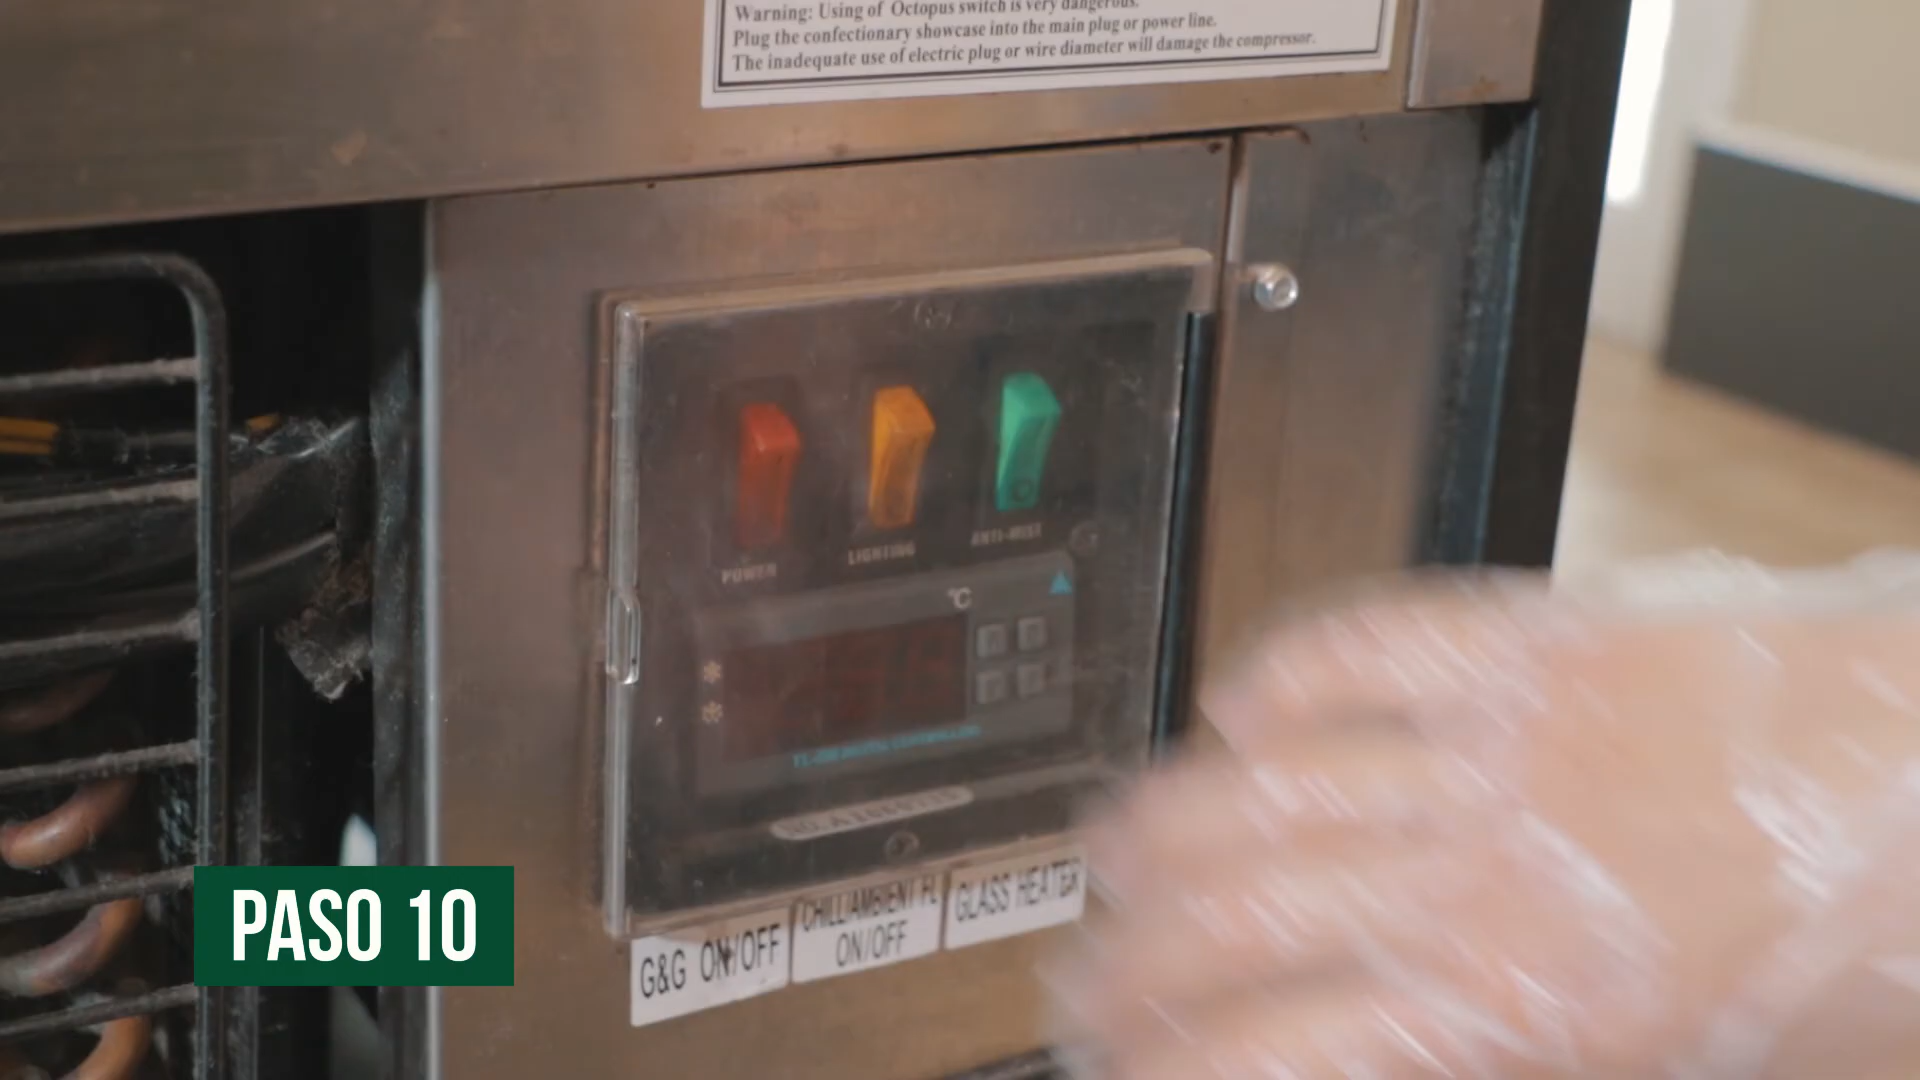 Warning: Using of Octopus switch is very dangerous.
Plug the confectionary showcase into the main plug or power line.
The inadequate use of electric plug or wire diameter will damage the compressor.
POWER
LIGHTING
ANTI-MIST
°C
DIGITAL CONTROLLER
G&G ON/OFF
CHILL/AMBIENT FL
ON/OFF
GLASS HEATER
PASO 10